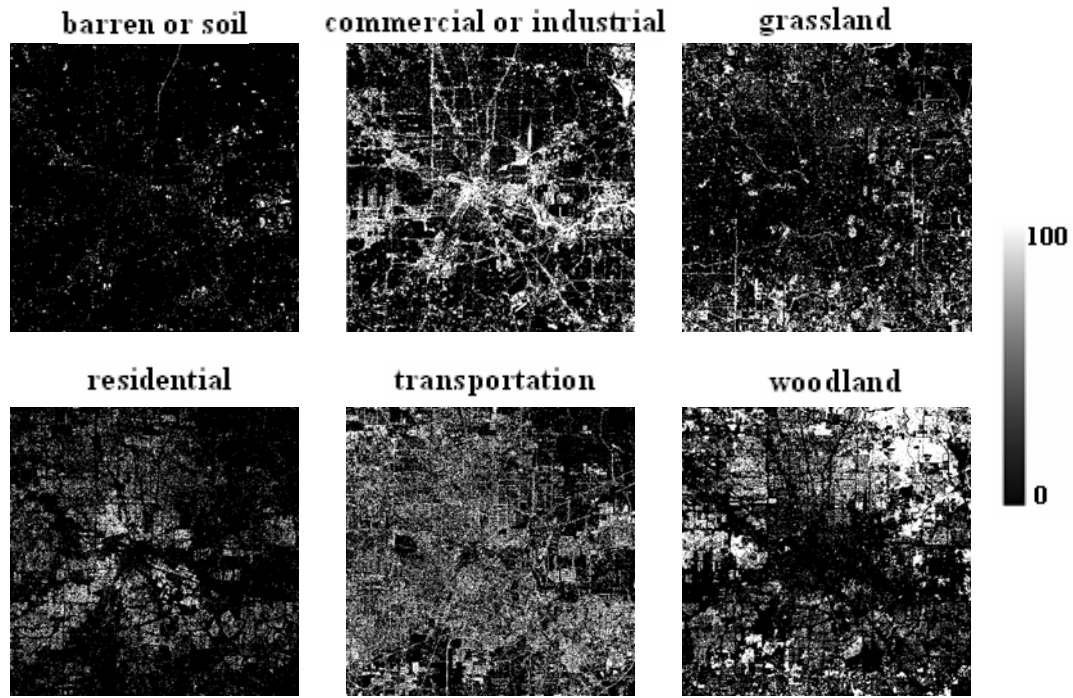 barren or soil
commercial or industrial
grassland
100
0
residential
transportation
woodland